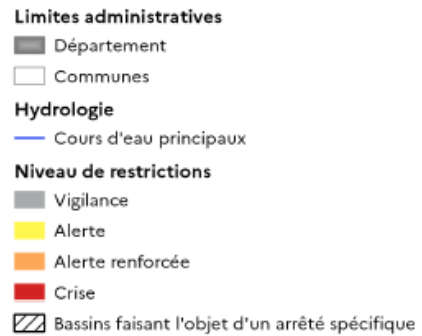 Limites administratives
Département
Communes
Hydrologie
Cours d'eau principaux
Niveau de restrictions
Vigilance
Alerte
Alerte renforcée
Crise
Bassins faisant l'objet d'un arrêté spécifique